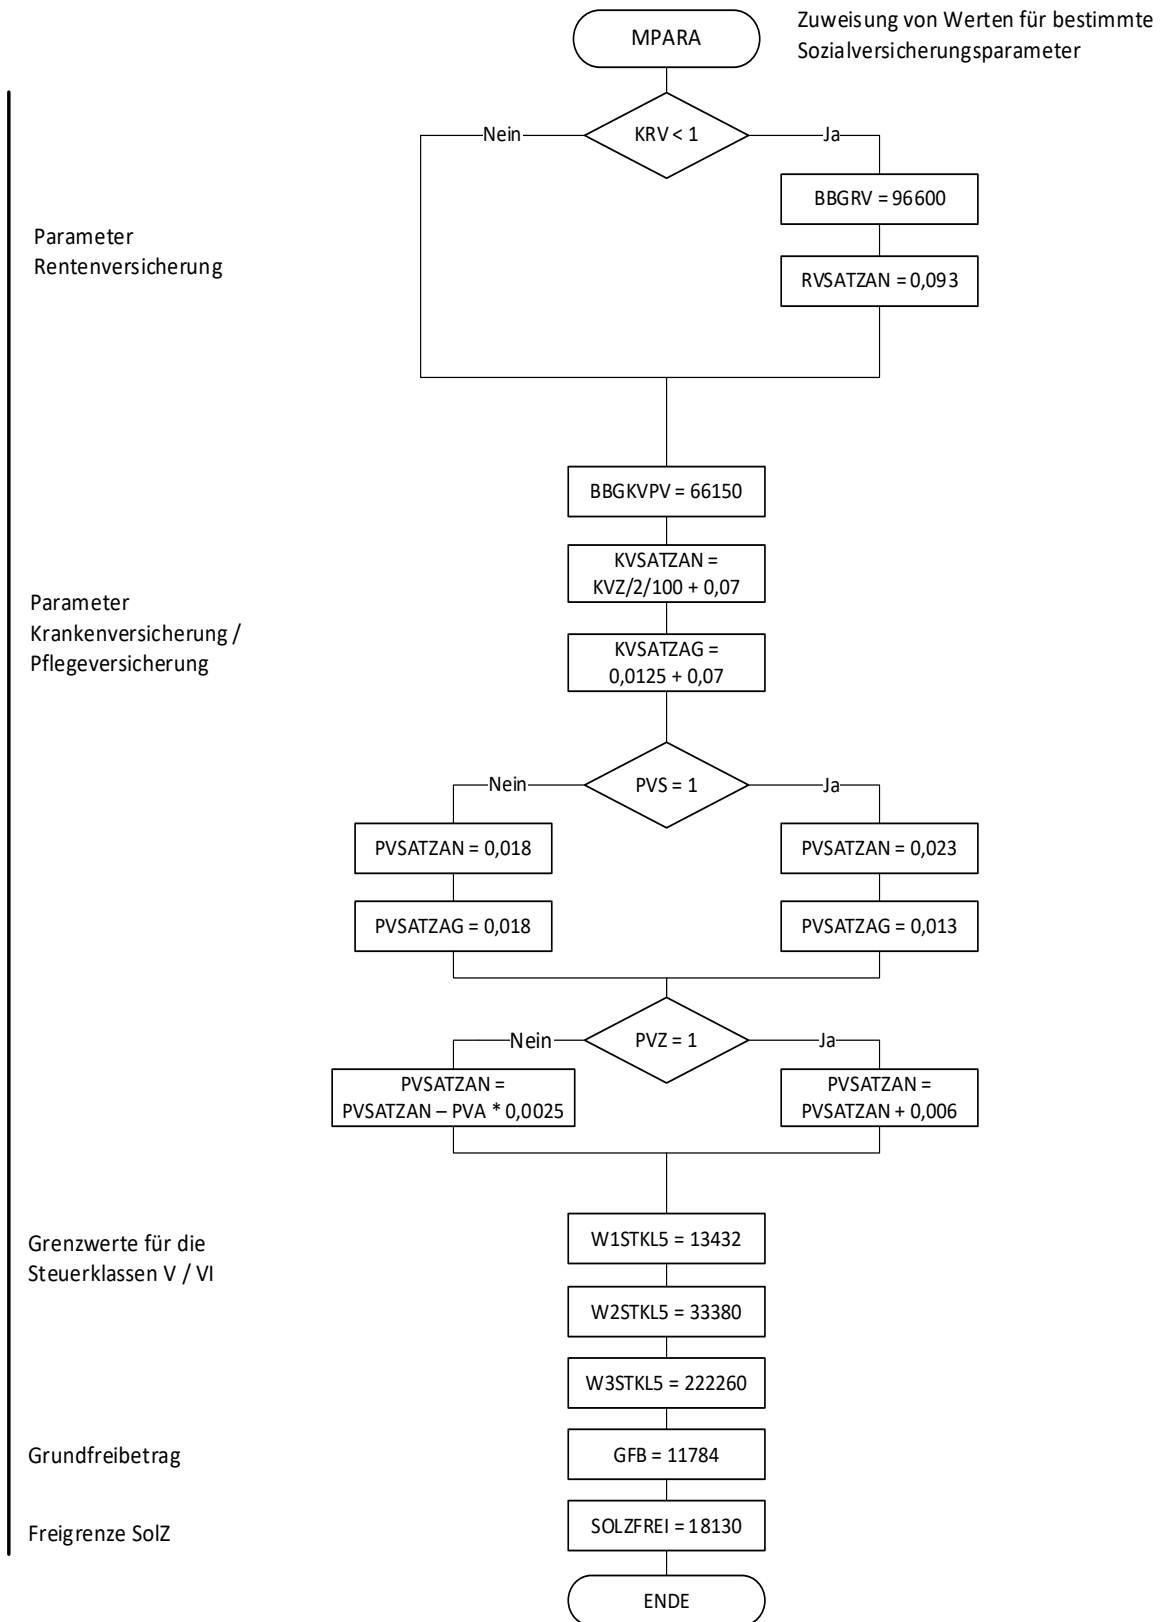 MPARA
Zuweisung von Werten für bestimmte
Sozialversicherungsparameter
KRV < 1
Nein
Ja
BBGRV = 96600
RVSATZAN = 0,093
Parameter
Rentenversicherung
BBGKVPV = 66150
KVSATZAN =
KVZ/2/100 + 0,07
KVSATZAG =
0,0125 + 0,07
Parameter
Krankenversicherung /
Pflegeversicherung
PVS = 1
Nein
Ja
PVSATZAN = 0,018
PVSATZAN = 0,023
PVSATZAG = 0,018
PVSATZAG = 0,013
PVZ = 1
Nein
Ja
PVSATZAN =
PVSATZAN – PVA * 0,0025
PVSATZAN =
PVSATZAN + 0,006
Grenzwerte für die
Steuerklassen V / VI
W1STKL5 = 13432
W2STKL5 = 33380
W3STKL5 = 222260
Grundfreibetrag
GFB = 11784
Freigrenze SolZ
SOLZFREI = 18130
ENDE